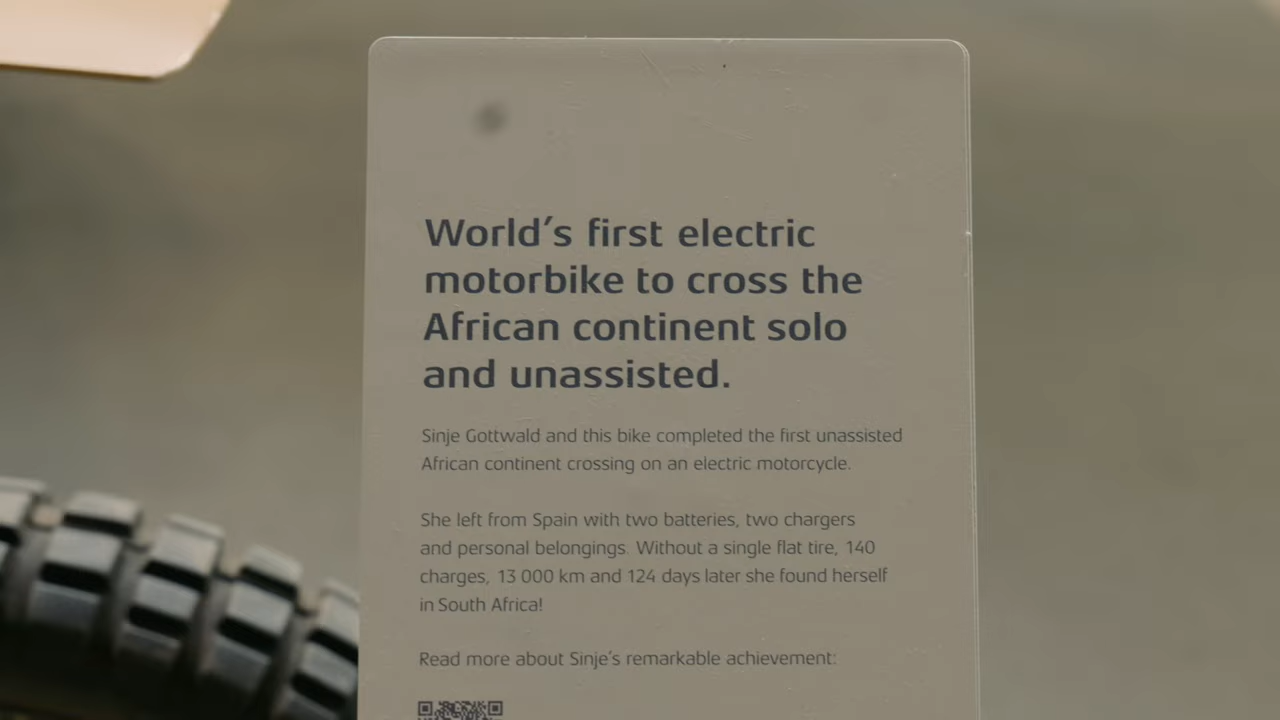 World's first electric
motorbike to cross the
African continent solo
and unassisted.
Sinje Gottwald and this bike completed the first unassisted
African continent crossing on an electric motorcycle.
She left from Spain with two batteries, two chargers
and personal belongings. Without a single flat tire, 140
charges, 13 000 km and 124 days later she found herself
in South Africa!
Read more about Sinje's remarkable achievement: